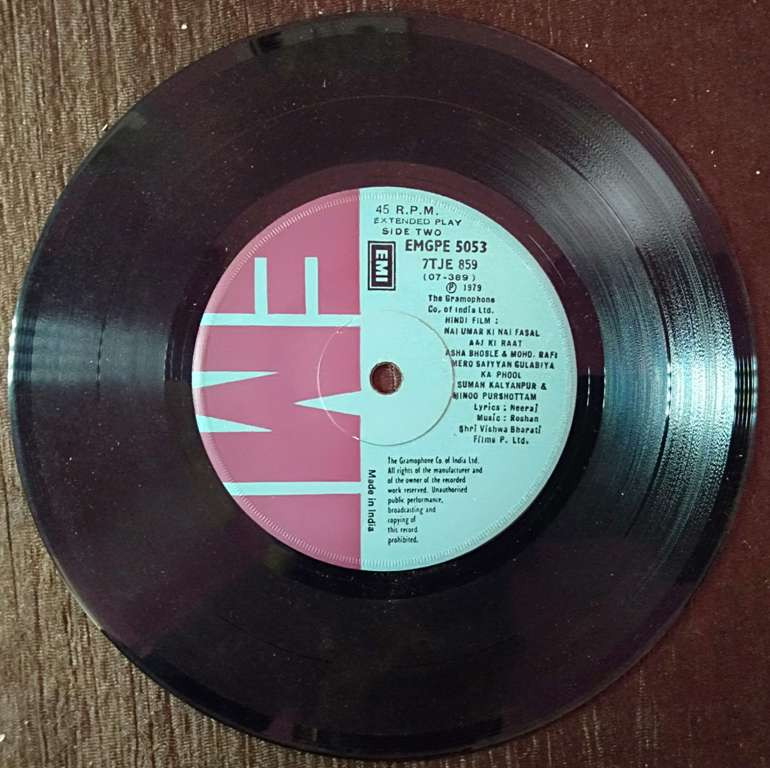 45 R.P.M.
EXTENDED PLAY
SIDE TWO
EMI
EMGPE 5053
7TJE 859
(07-389)
Ⓟ 1979
The Gramophone
Co. of India Ltd.
HINDI FILM :
NAI UMAR KI NAI FASAL
AAJ KI RAAT
ASHA BHOSLE & MOHD. RAFI
MERO SAIYYAN GULABIYA
KA PHOOL
SUMAN KALYANPUR &
MINOO PURSHOTTAM
Lyrics : Neeraj
Music : Roshan
Shri Vishwa Bharati
Films P. Ltd.
EMI
Made in India
The Gramophone Co. of India Ltd.
All rights of the manufacturer and
of the owner of the recorded
work reserved. Unauthorised
public performance,
broadcasting and
copying of
this record
prohibited.